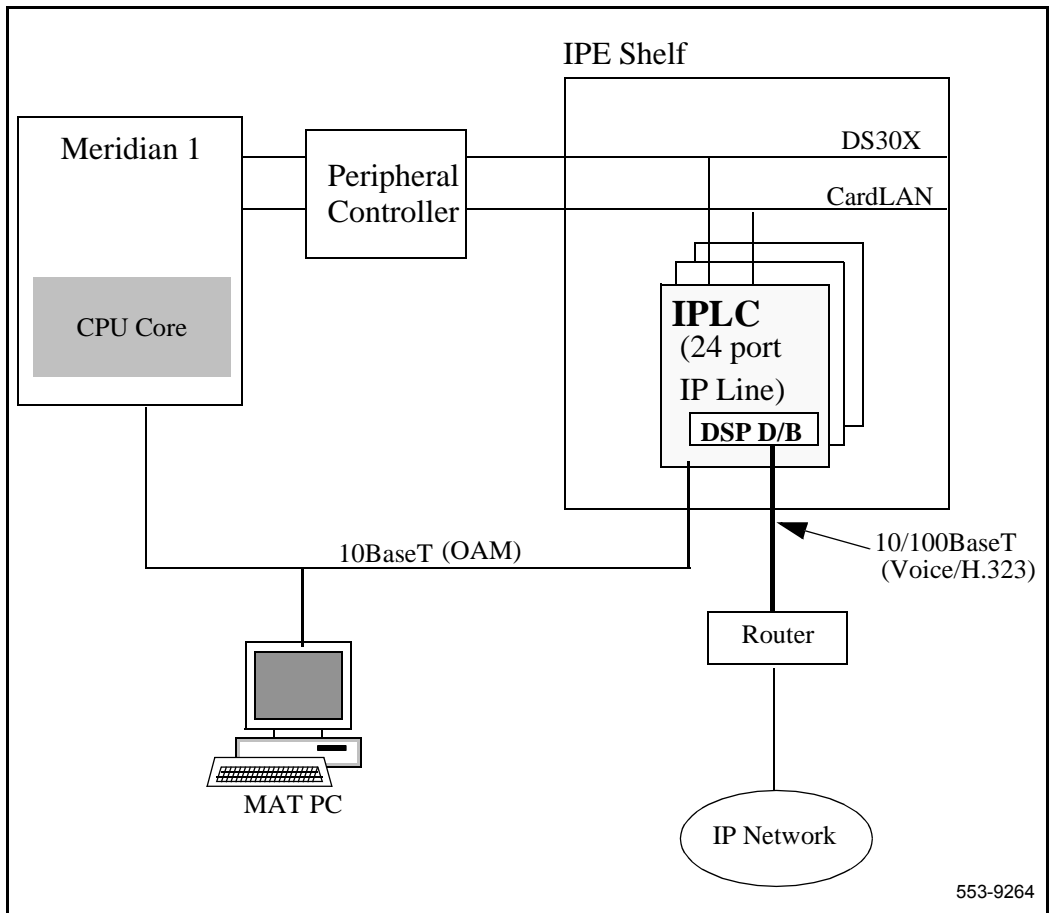 IPE Shelf
Meridian 1
Peripheral
Controller
DS30X
CardLAN
CPU Core
IPLC
(24 port
IP Line)
DSP D/B
10BaseT (OAM)
10/100BaseT
(Voice/H.323)
Router
MAT PC
IP Network
553-9264